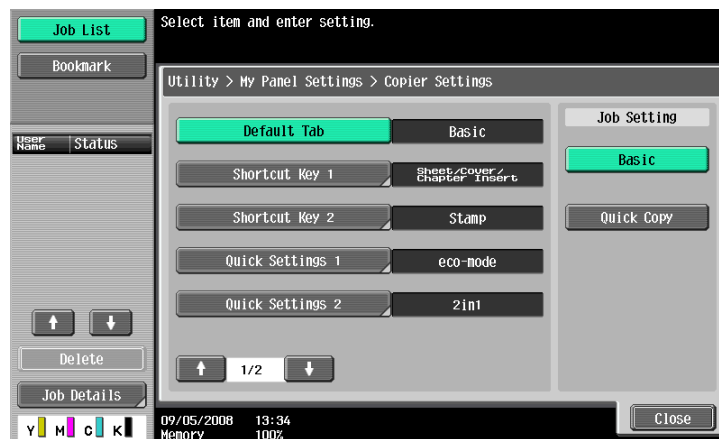 Job List
Bookmark
User Name Status
Delete
Job Details
Y M C K
Select item and enter setting.
Utility > My Panel Settings > Copier Settings
Default Tab Basic
Shortcut Key 1 Sheet/Cover/
Chapter Insert
Shortcut Key 2 Stamp
Quick Settings 1 eco-mode
Quick Settings 2 2in1
1/2
Job Setting
Basic
Quick Copy
09/05/2008 13:34
Memory 100%
Close